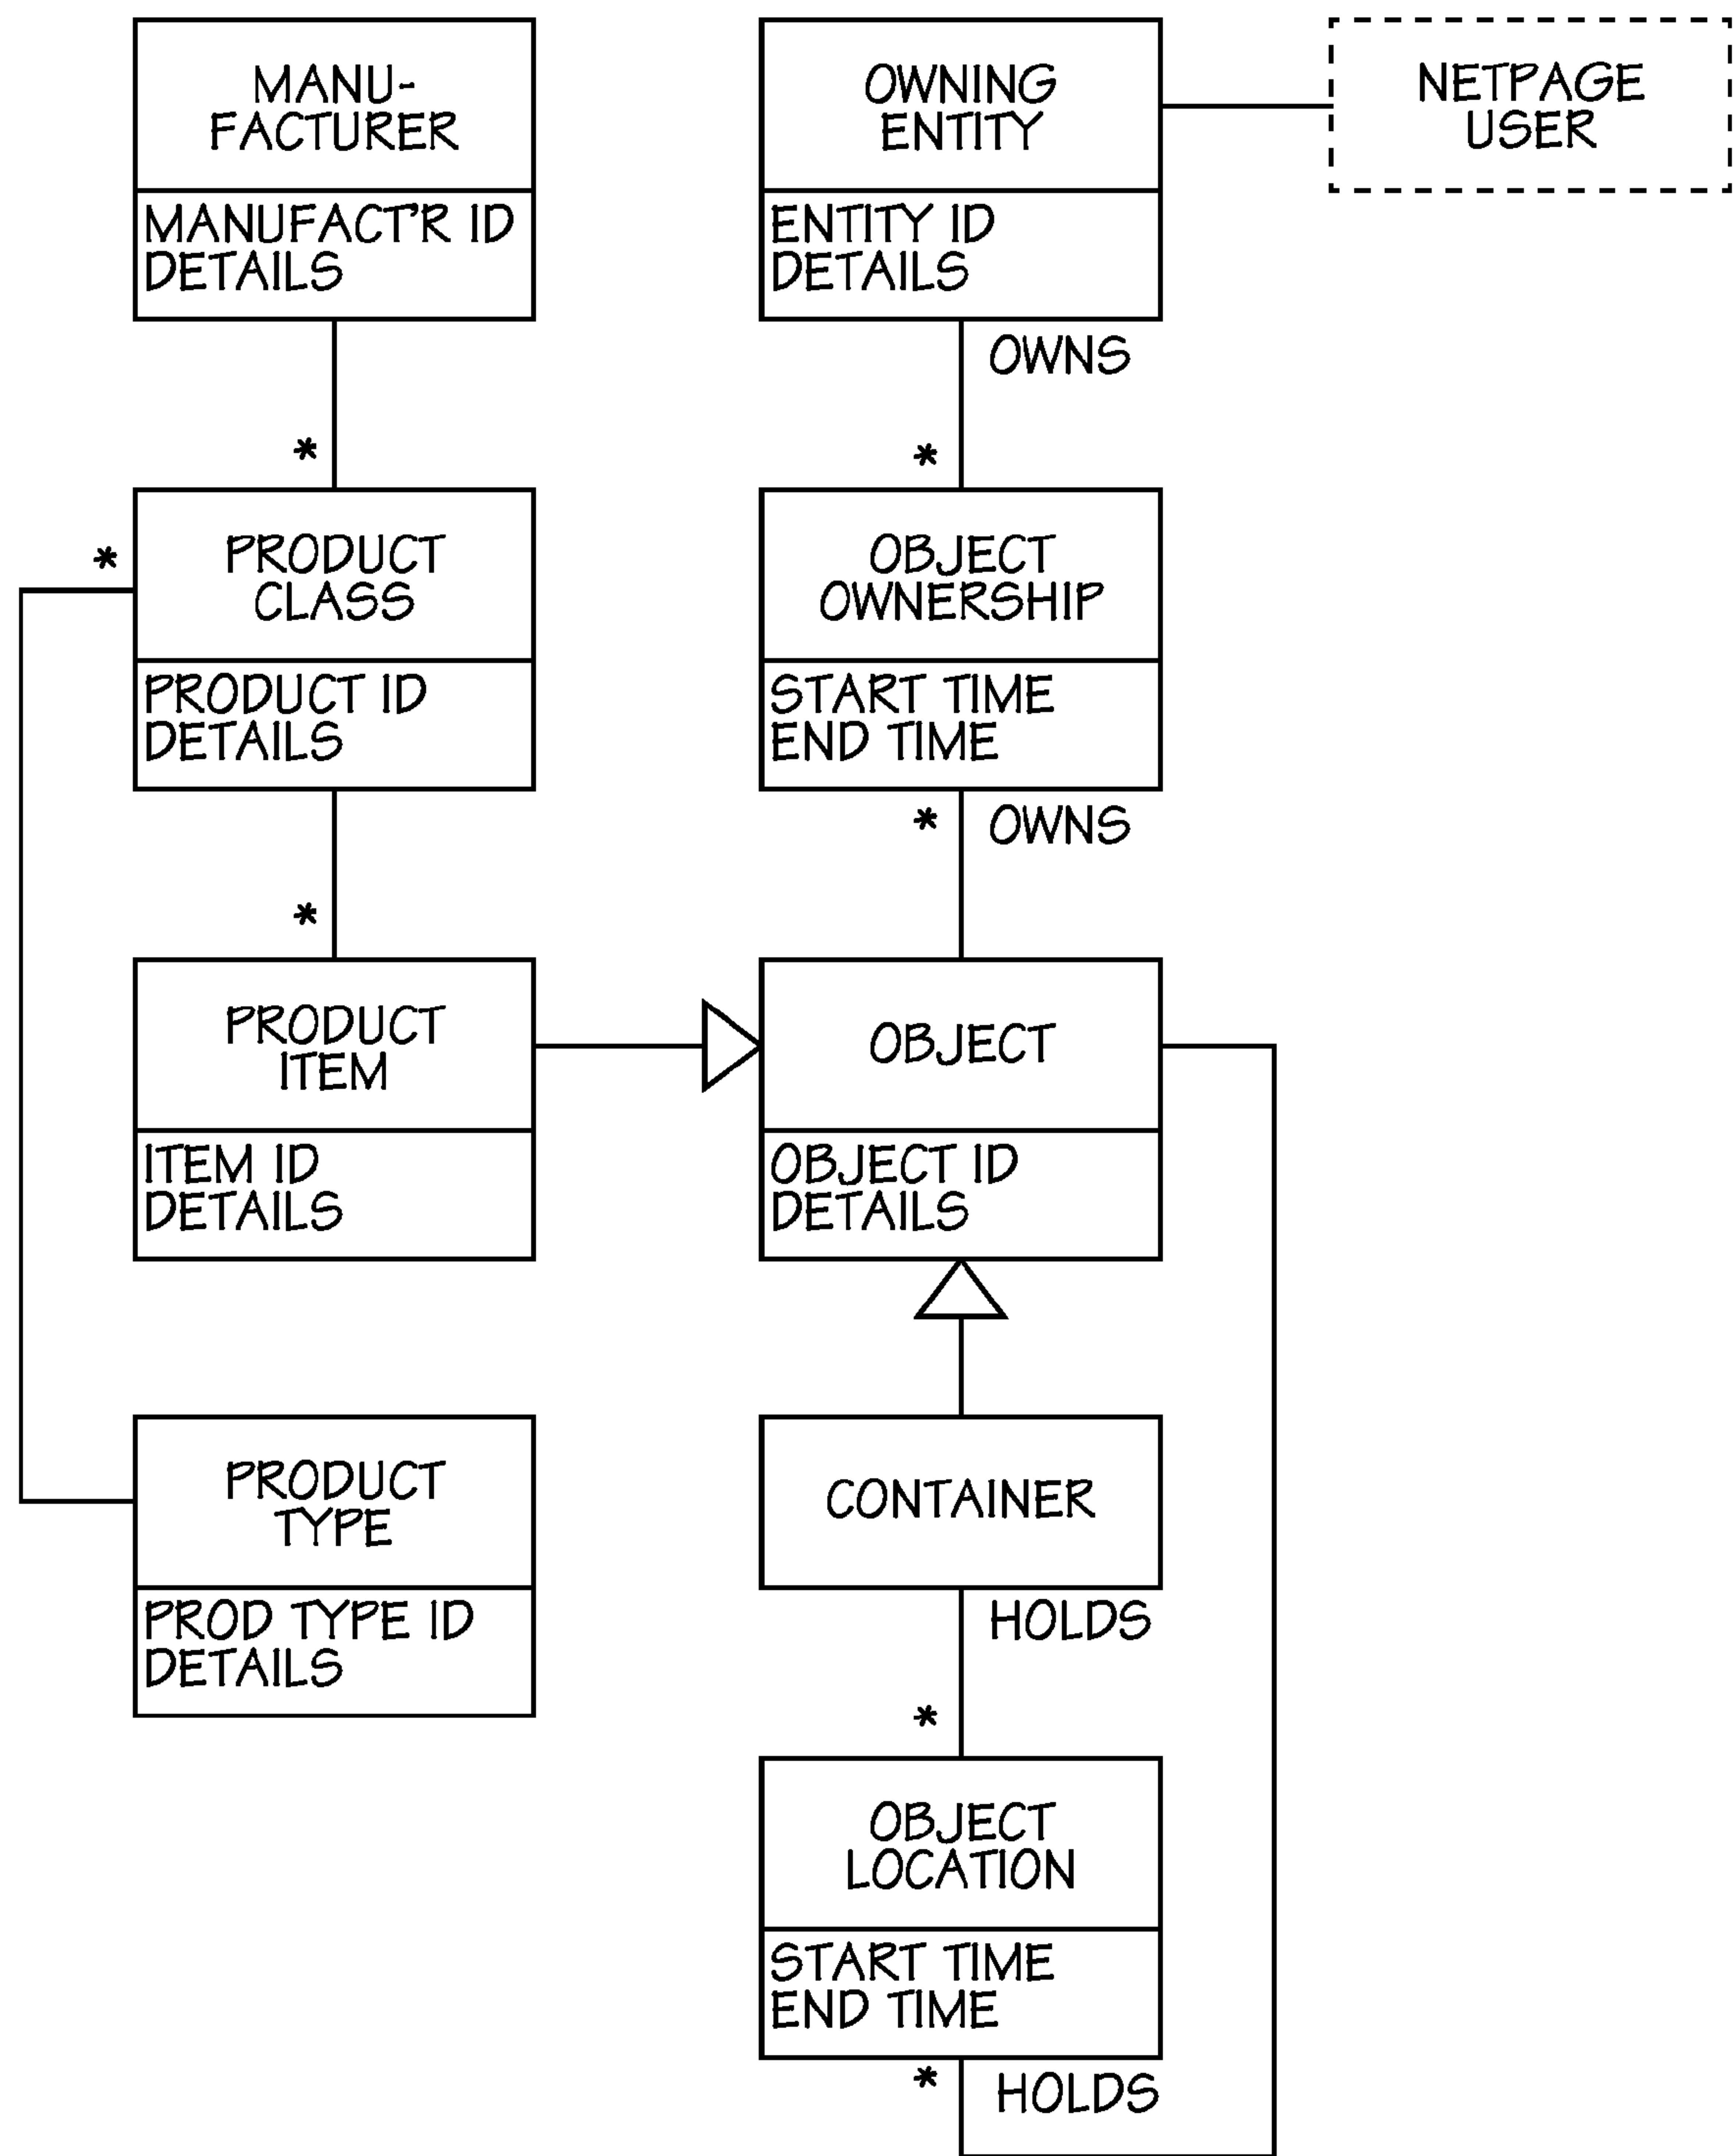 MANU-
FACTURER
MANUFACT'R ID
DETAILS
OWNING
ENTITY
ENTITY ID
DETAILS
NETPAGE
USER
OWNS
*
*
*
PRODUCT
CLASS
PRODUCT ID
DETAILS
OBJECT
OWNERSHIP
START TIME
END TIME
* OWNS
*
PRODUCT
ITEM
ITEM ID
DETAILS
OBJECT
OBJECT ID
DETAILS
PRODUCT
TYPE
PROD TYPE ID
DETAILS
CONTAINER
HOLDS
*
OBJECT
LOCATION
START TIME
END TIME
* HOLDS